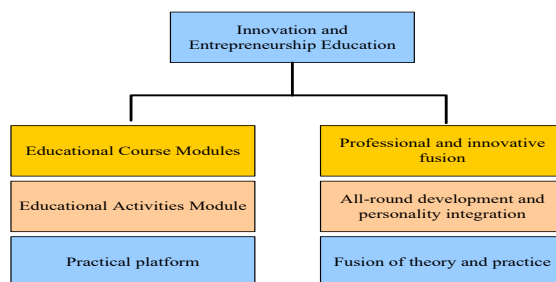 Innovation and
Entrepreneurship Education
Educational Course Modules
Professional and innovative
fusion
Educational Activities Module
All-round development and
personality integration
Practical platform
Fusion of theory and practice